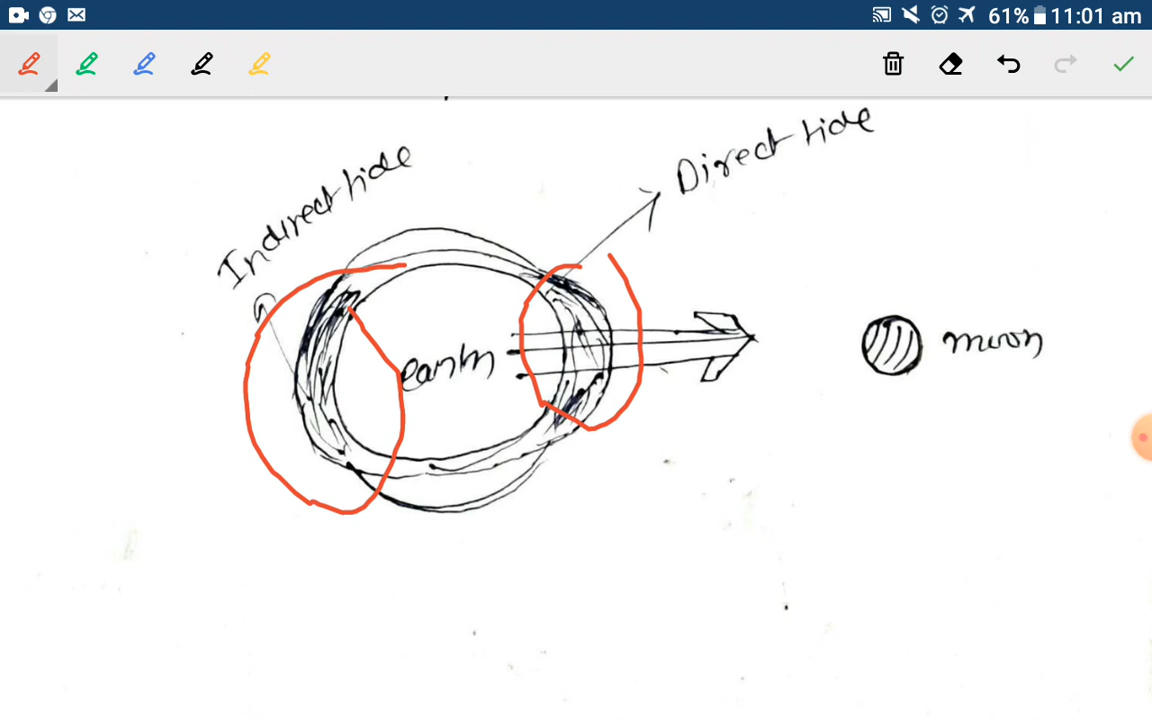 61% 11:01 am
Direct tide
Indirect tide
earth
moon